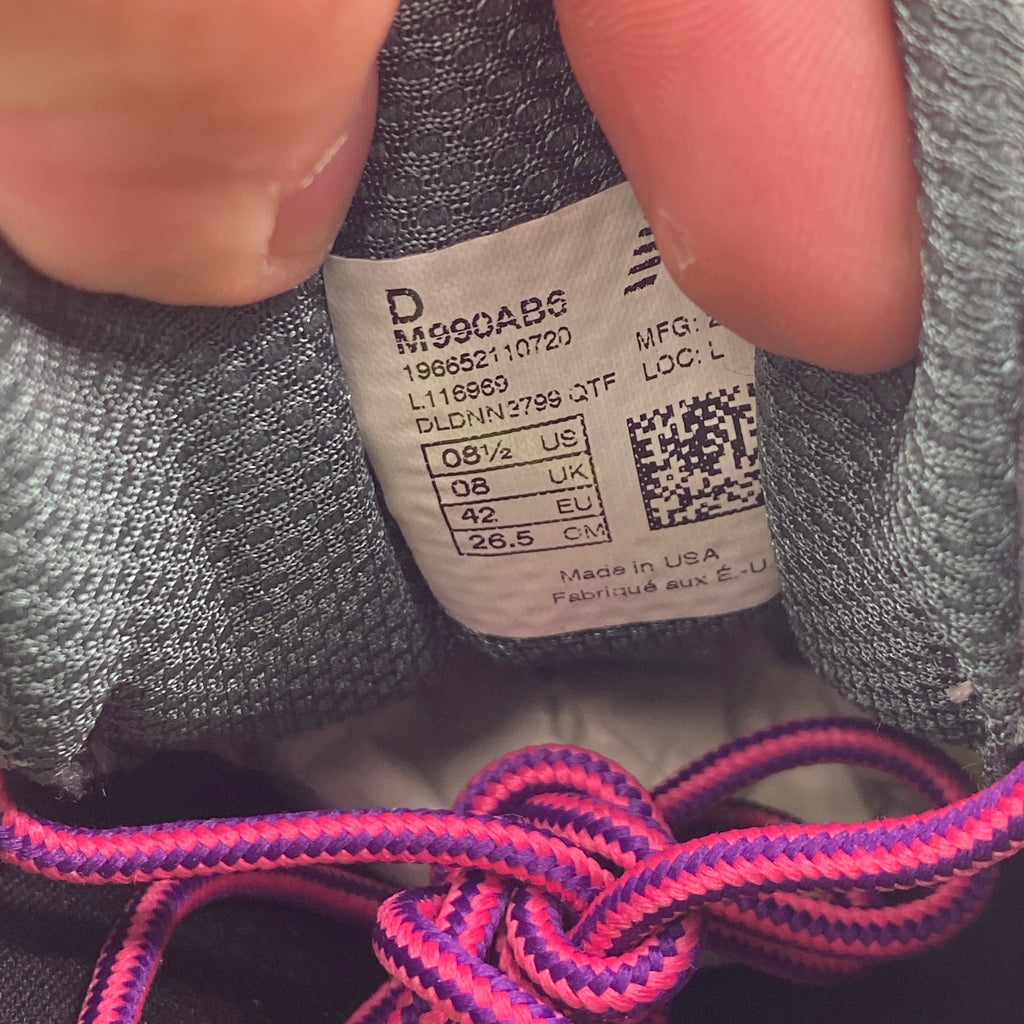 D
M990AB6
196652110720
L116969
DLDNN3799 QTF
08½ US
08 UK
42 EU
26.5 CM
MFG:
LOC: L
Made in USA
Fabriqué aux É.-U